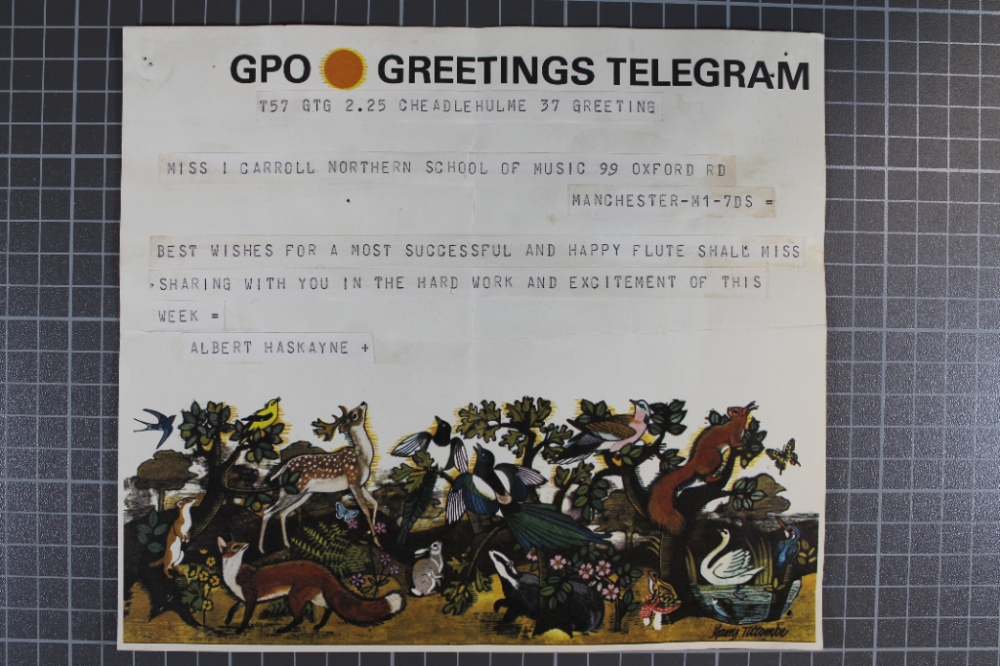 GPO GREETINGS TELEGRAM
T57 GTG 2.25 CHEADLEHULME 37 GREETING
MISS I CARROLL NORTHERN SCHOOL OF MUSIC 99 OXFORD RD
MANCHESTER-M1-7DS =
BEST WISHES FOR A MOST SUCCESSFUL AND HAPPY FLUTE SHALL MISS
SHARING WITH YOU IN THE HARD WORK AND EXCITEMENT OF THIS
WEEK =
ALBERT HASKAYNE +
Harry Titcombe